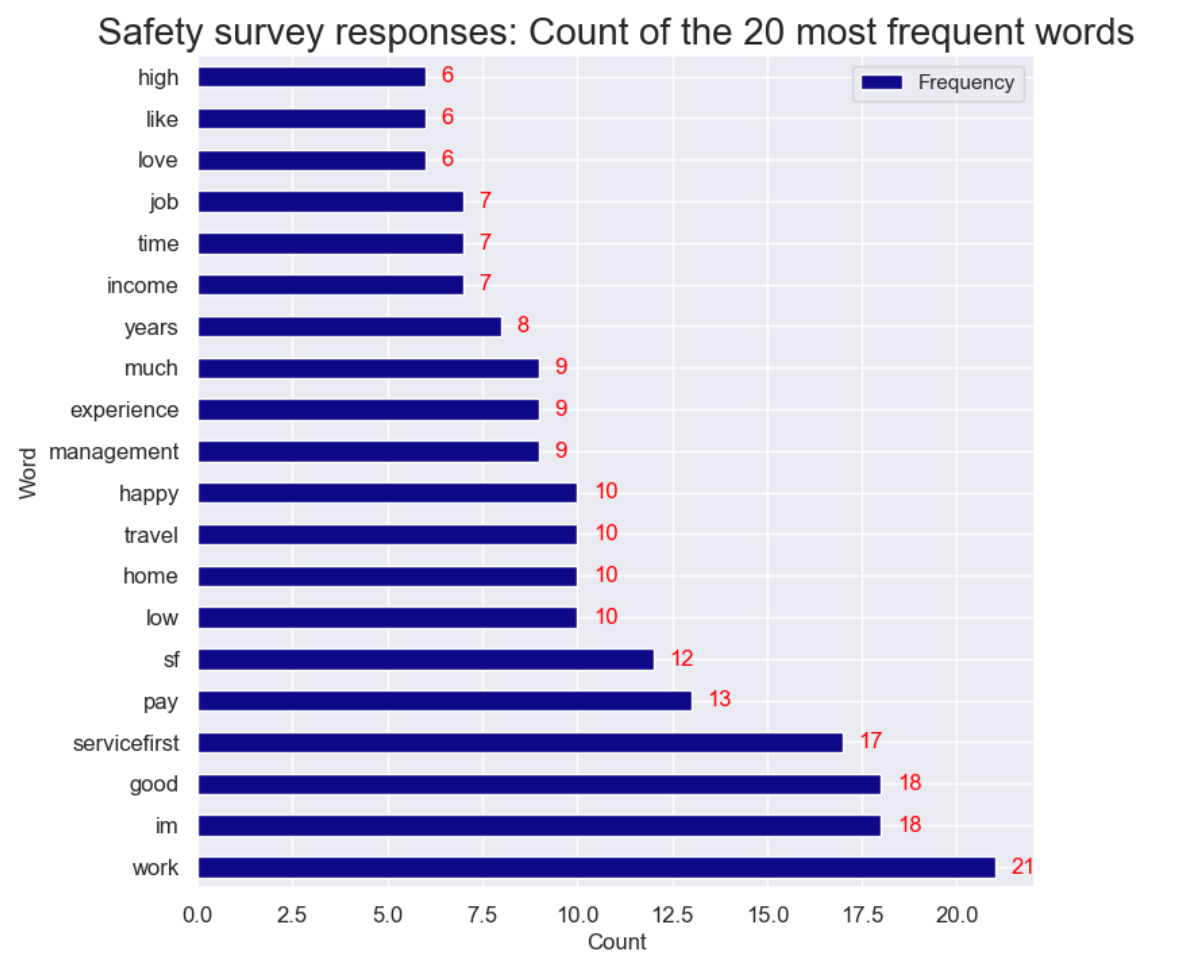 Safety survey responses: Count of the 20 most frequent words
Frequency
high 6
like 6
love 6
job 7
time 7
income 7
years 8
much 9
experience 9
management 9
happy 10
travel 10
home 10
low 10
sf 12
pay 13
servicefirst 17
good 18
im 18
work 21
Word
0.0 2.5 5.0 7.5 10.0 12.5 15.0 17.5 20.0
Count